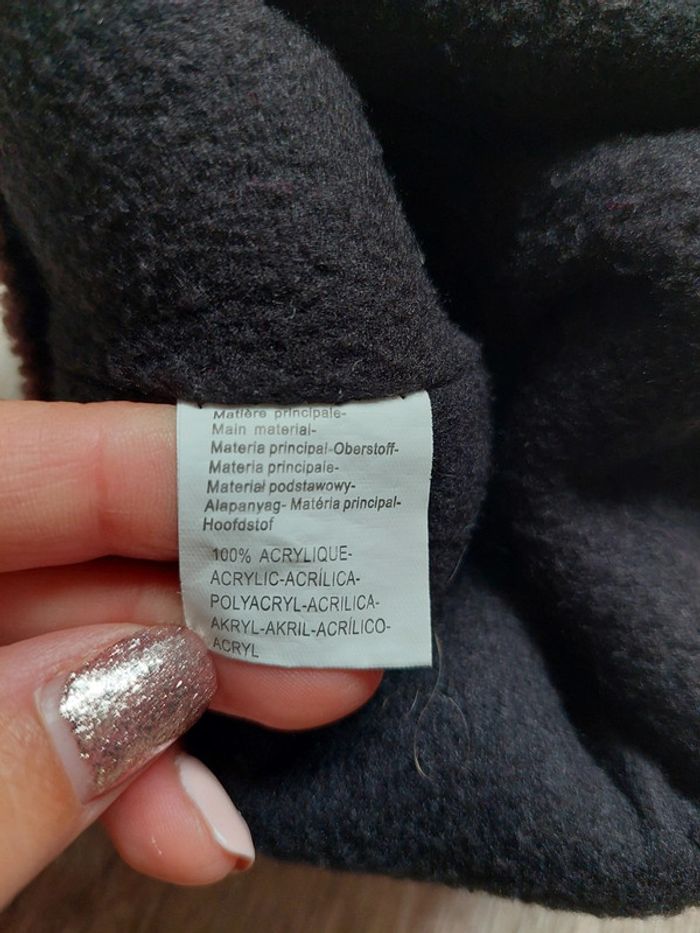 Matière principale-
Main material-
Materia principal-Oberstoff-
Materia principale-
Materiał podstawowy-
Alapanyag- Matéria principal-
Hoofdstof
100% ACRYLIQUE-
ACRYLIC-ACRÍLICA-
POLYACRYL-ACRILICA-
AKRYL-AKRIL-ACRÍLICO-
ACRYL